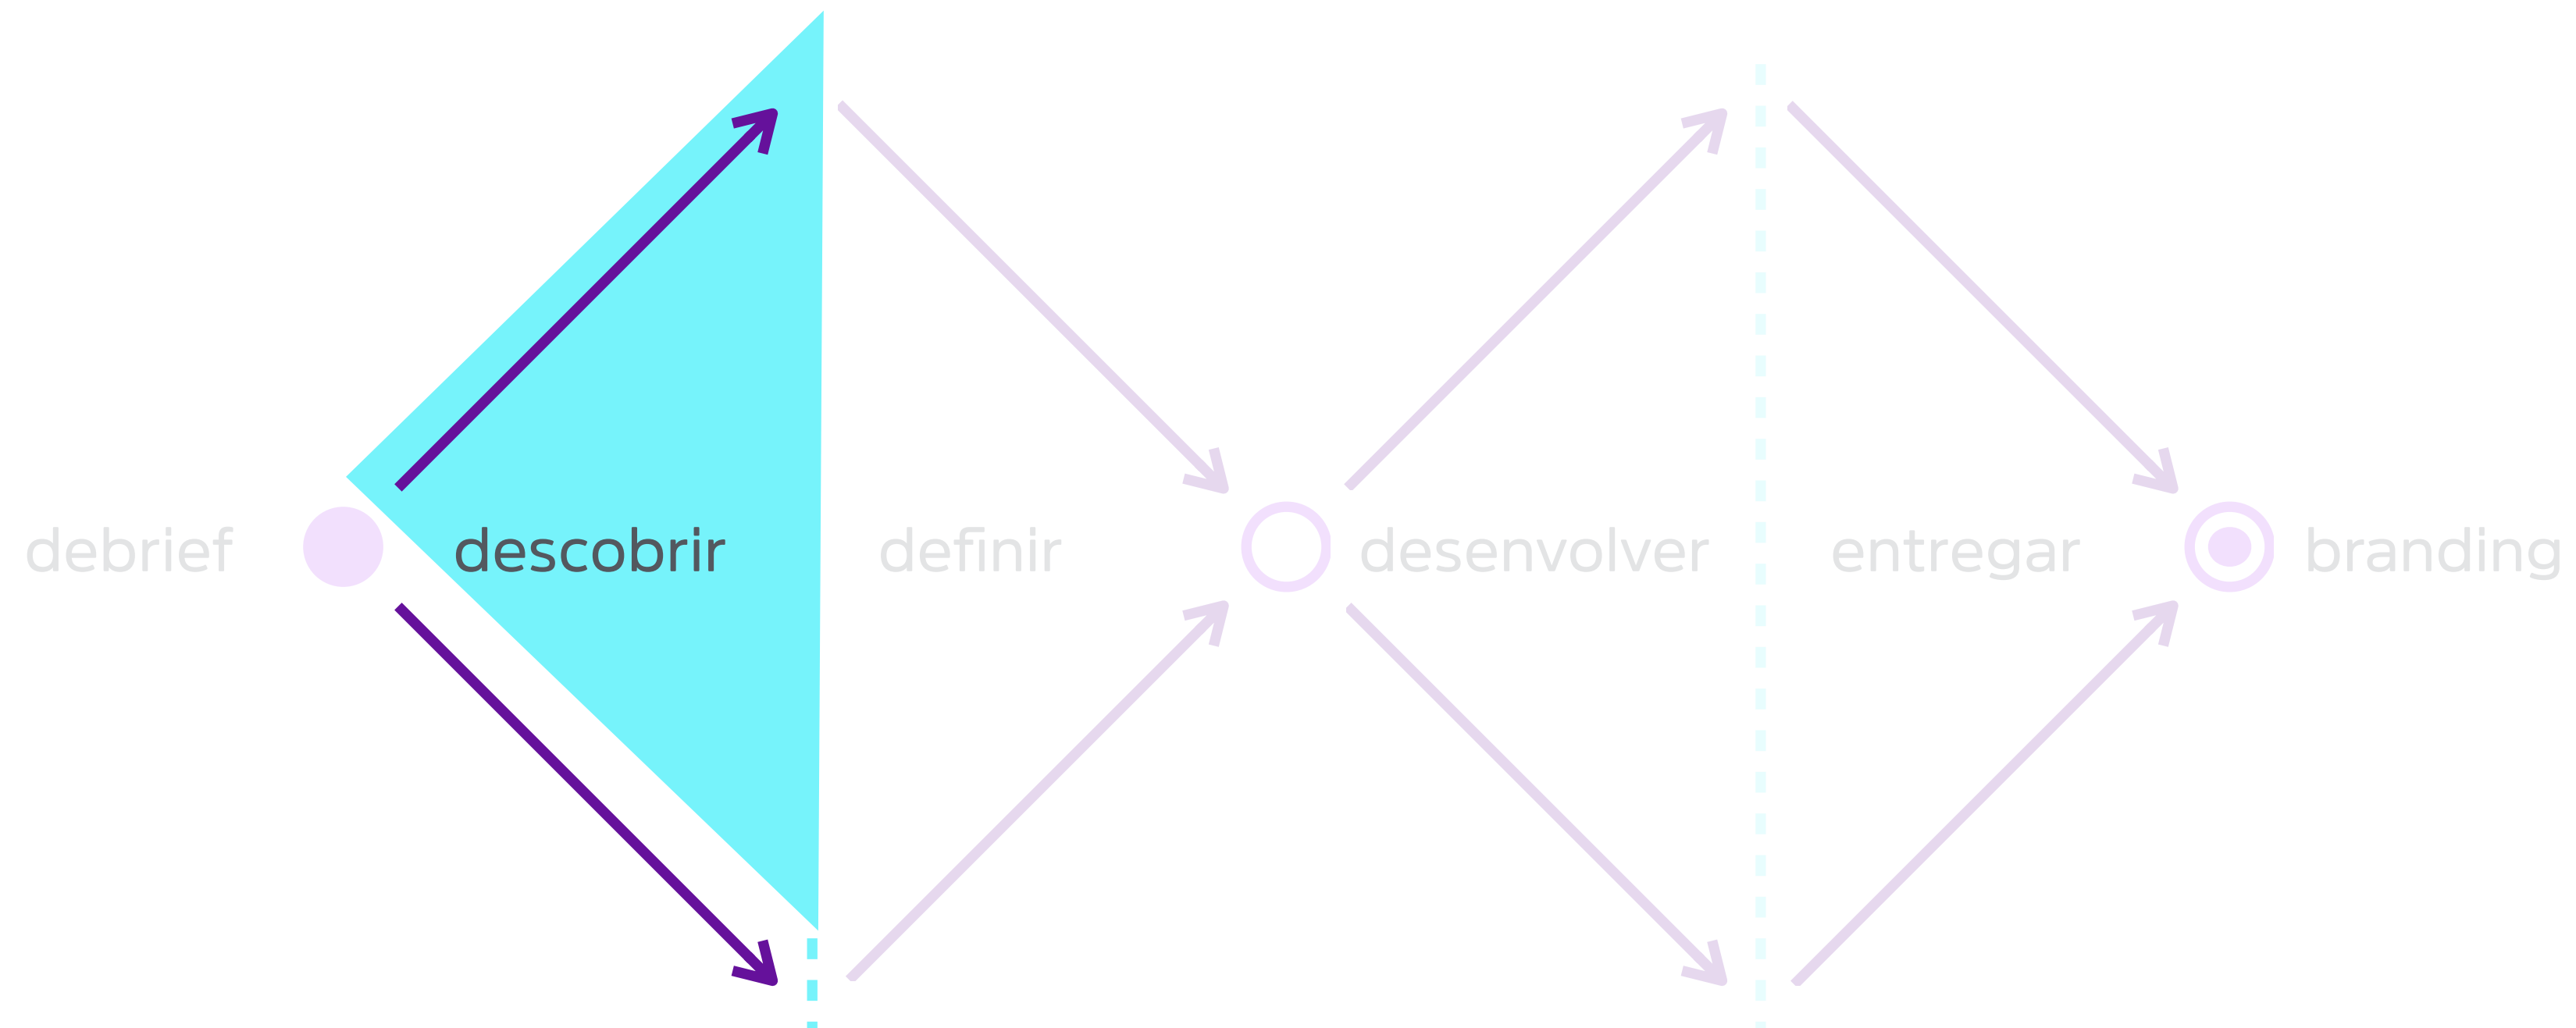 debrief
descobrir
definir
desenvolver
entregar
branding